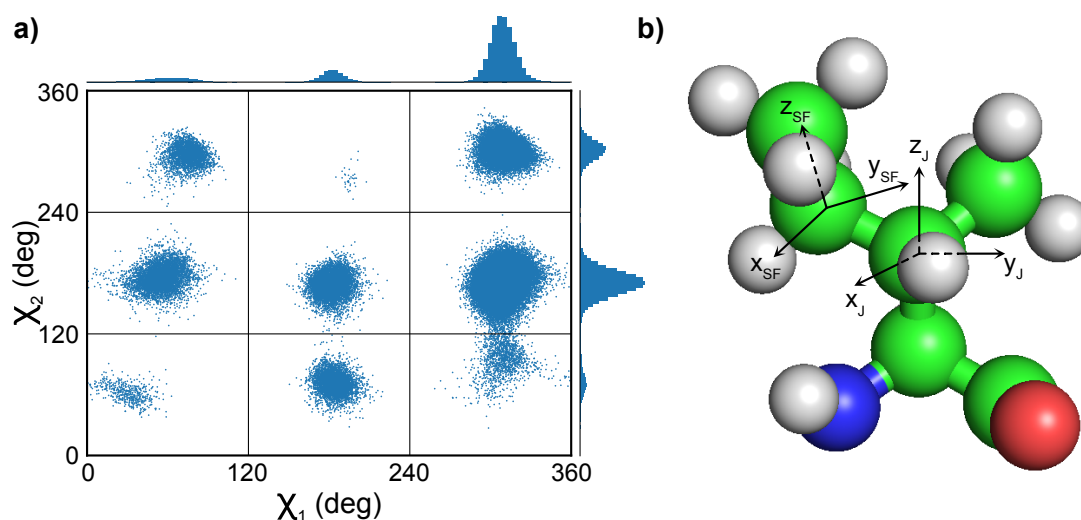 a)
b)
360
240
120
0
χ2 (deg)
0
120
240
360
χ1 (deg)
zSF
ySF
xSF
zJ
yJ
xJ